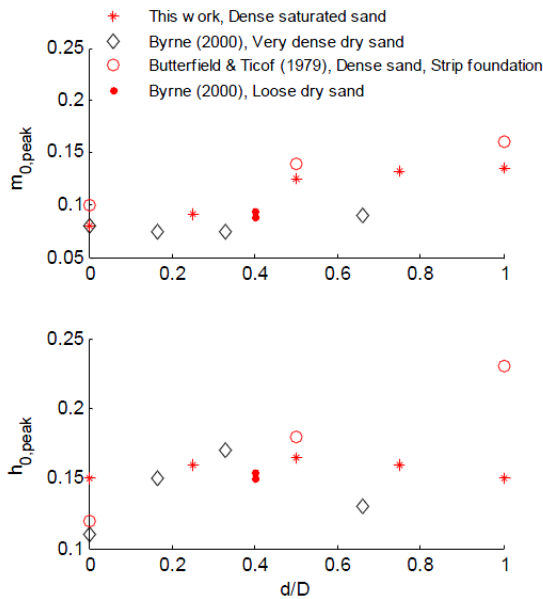 This work, Dense saturated sand
Byrne (2000), Very dense dry sand
Butterfield & Ticof (1979), Dense sand, Strip foundation
Byrne (2000), Loose dry sand
m0,peak
0.25
0.2
0.15
0.1
0.05
0 0.2 0.4 0.6 0.8 1
h0,peak
0.25
0.2
0.15
0.1
0 0.2 0.4 0.6 0.8 1
d/D